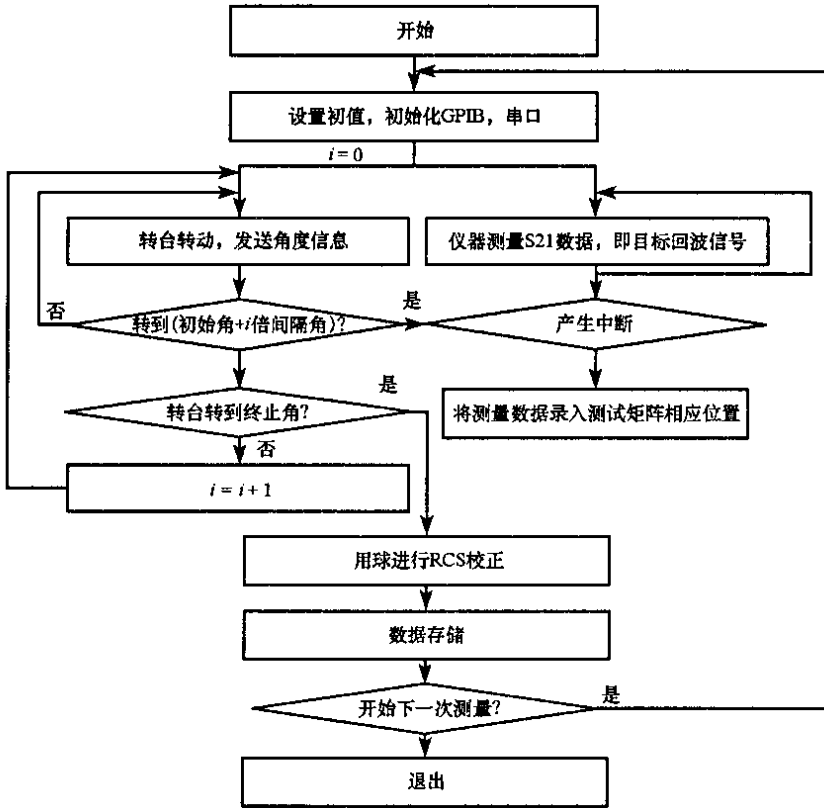 开始
设置初值，初始化GPIB，串口
i=0
转台转动，发送角度信息
仪器测量S21数据，即目标回波信号
否
转到(初始角+i倍间隔角)?
是
产生中断
转台转到终止角?
是
将测量数据录入测试矩阵相应位置
否
i = i + 1
用球进行RCS校正
数据存储
开始下一次测量?
是
退出